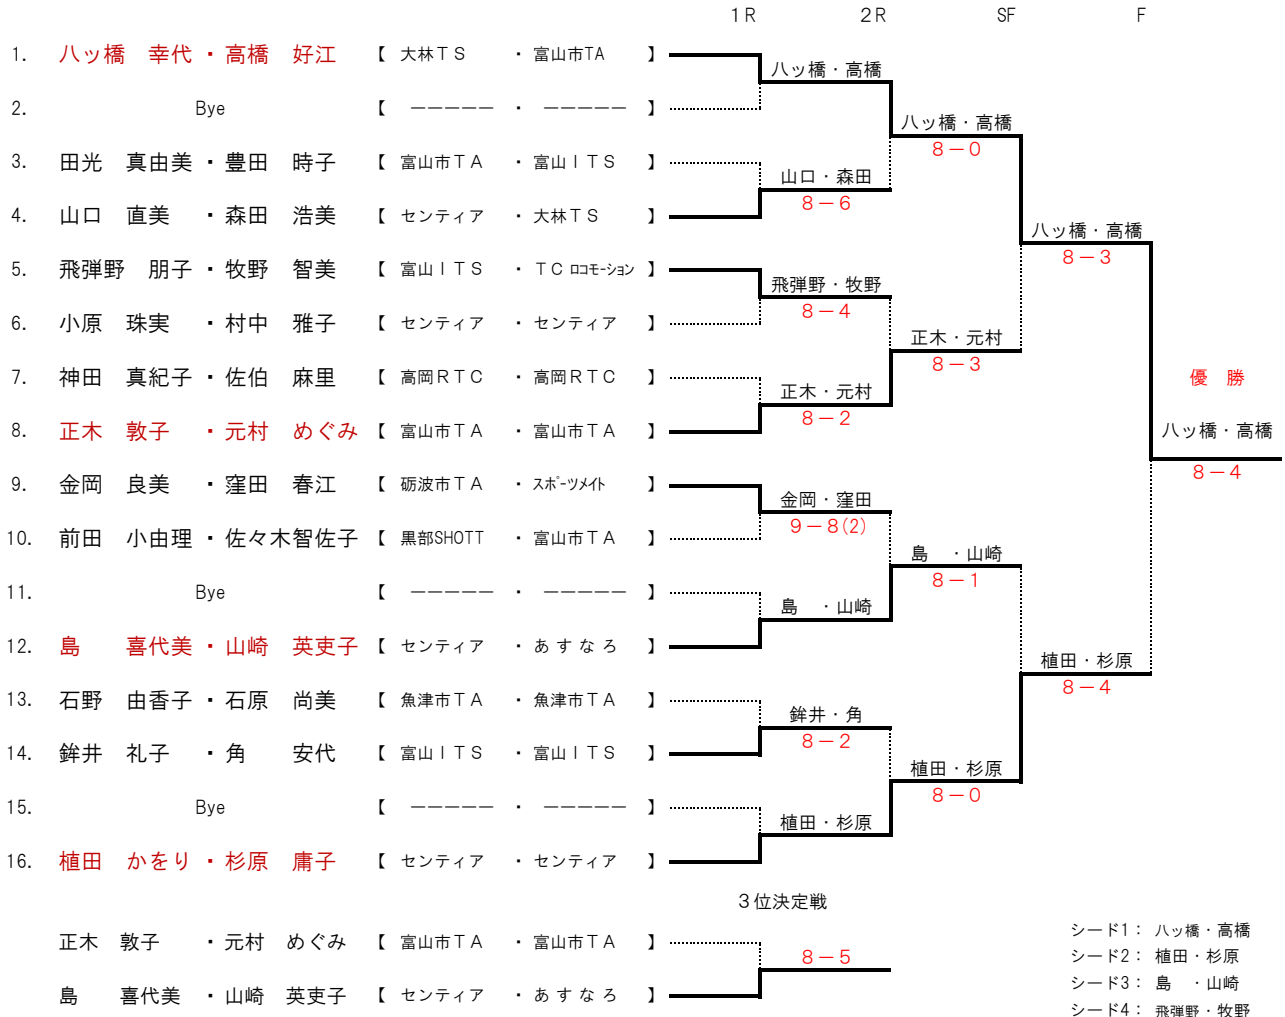 1R 2R SF F
1. 八ッ橋 幸代 ・ 高橋 好江 【 大林TS ・ 富山市TA 】
八ッ橋・高橋
2. Bye 【 ----- ・ ----- 】
八ッ橋・高橋
8-0
3. 田光 真由美 ・ 豊田 時子 【 富山市TA ・ 富山ITS 】
山口・森田
8-6
4. 山口 直美 ・ 森田 浩美 【 センティア ・ 大林TS 】
八ッ橋・高橋
8-3
5. 飛弾野 朋子 ・ 牧野 智美 【 富山ITS ・ TC ロコモーション 】
飛弾野・牧野
8-4
6. 小原 珠実 ・ 村中 雅子 【 センティア ・ センティア 】
正木・元村
8-3
7. 神田 真紀子 ・ 佐伯 麻里 【 高岡RTC ・ 高岡RTC 】
優 勝
正木・元村
8-2
8. 正木 敦子 ・ 元村 めぐみ 【 富山市TA ・ 富山市TA 】
八ッ橋・高橋
8-4
9. 金岡 良美 ・ 窪田 春江 【 砺波市TA ・ スポーツメイト 】
金岡・窪田
9-8(2)
10. 前田 小由理 ・ 佐々木智佐子 【 黒部SHOTT ・ 富山市TA 】
島 ・山崎
8-1
11. Bye 【 ----- ・ ----- 】
島 ・山崎
12. 島 喜代美 ・ 山崎 英吏子 【 センティア ・ あすなろ 】
植田・杉原
8-4
13. 石野 由香子 ・ 石原 尚美 【 魚津市TA ・ 魚津市TA 】
鉾井・角
8-2
14. 鉾井 礼子 ・ 角 安代 【 富山ITS ・ 富山ITS 】
植田・杉原
8-0
15. Bye 【 ----- ・ ----- 】
植田・杉原
16. 植田 かをり ・ 杉原 庸子 【 センティア ・ センティア 】
3位決定戦
正木 敦子 ・ 元村 めぐみ 【 富山市TA ・ 富山市TA 】
8-5
島 喜代美 ・ 山崎 英吏子 【 センティア ・ あすなろ 】
シード1： 八ッ橋・高橋
シード2： 植田・杉原
シード3： 島 ・山崎
シード4： 飛弾野・牧野